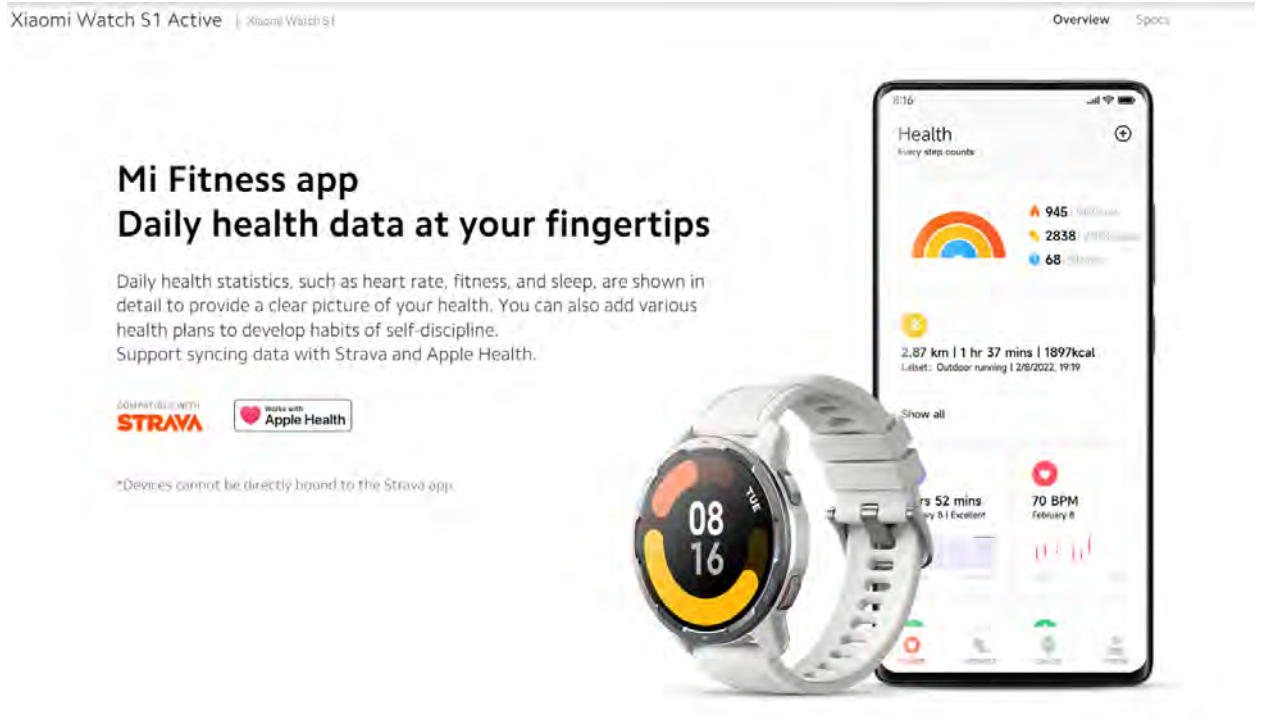 Xiaomi Watch S1 Active | Xiaomi Watch S1
Overview Specs
Mi Fitness app
Daily health data at your fingertips
Daily health statistics, such as heart rate, fitness, and sleep, are shown in
detail to provide a clear picture of your health. You can also add various
health plans to develop habits of self-discipline.
Support syncing data with Strava and Apple Health.
COMPATIBLE WITH
STRAVA
Works with
Apple Health
*Devices cannot be directly bound to the Strava app.
8:16
Health
Every step counts
945
2838
68
2.87 km | 1 hr 37 mins | 1897kcal
Outdoor running | 2/8/2022, 19:19
Show all
rs 52 mins
ry 8 | Excellent
70 BPM
February 8
TUE
08
16